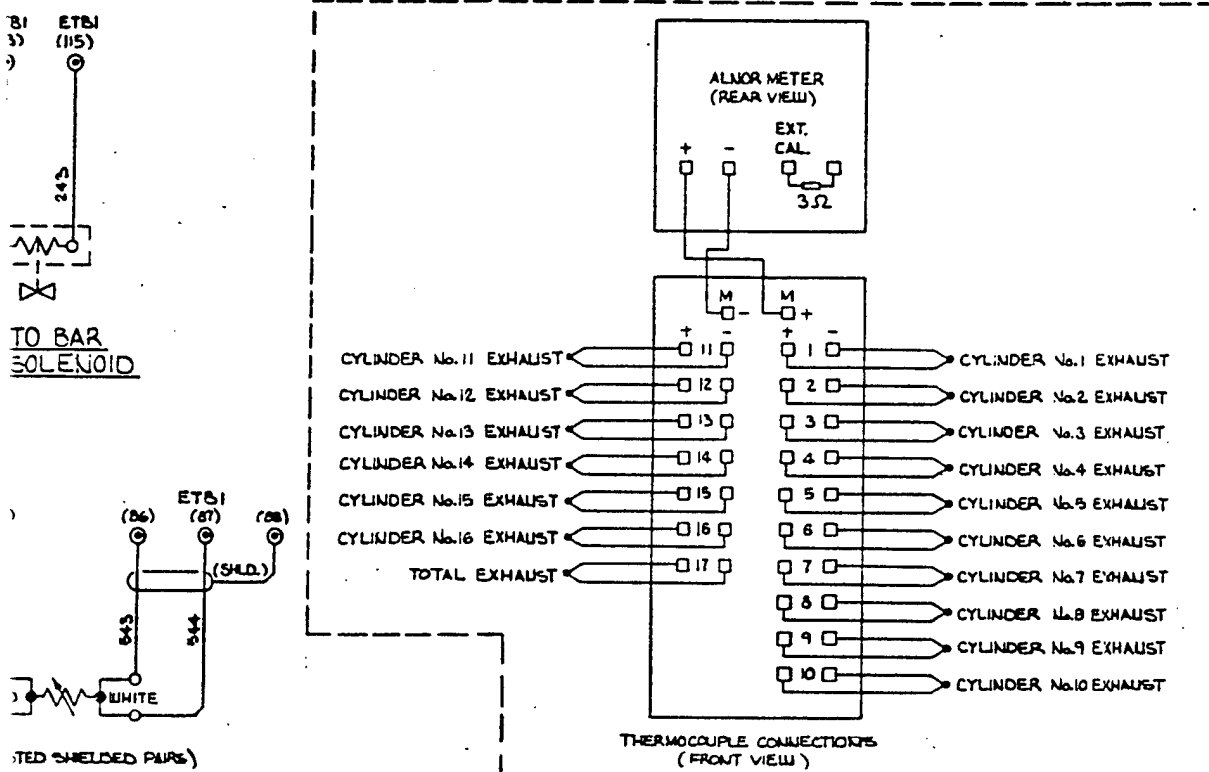 ETB1
(115)
243
TO BAR
SOLENOID
ETB1
(86) (87) (88)
(SHLD.)
543
544
WHITE
TED SHIELDED PAIRS)
ALNOR METER
(REAR VIEW)
EXT.
CAL.
+ -
3Ω
M M
- +
+ - + -
CYLINDER No.11 EXHAUST 11
CYLINDER No.12 EXHAUST 12
CYLINDER No.13 EXHAUST 13
CYLINDER No.14 EXHAUST 14
CYLINDER No.15 EXHAUST 15
CYLINDER No.16 EXHAUST 16
TOTAL EXHAUST 17
1 CYLINDER No.1 EXHAUST
2 CYLINDER No.2 EXHAUST
3 CYLINDER No.3 EXHAUST
4 CYLINDER No.4 EXHAUST
5 CYLINDER No.5 EXHAUST
6 CYLINDER No.6 EXHAUST
7 CYLINDER No.7 EXHAUST
8 CYLINDER No.8 EXHAUST
9 CYLINDER No.9 EXHAUST
10 CYLINDER No.10 EXHAUST
THERMOCOUPLE CONNECTIONS
(FRONT VIEW)